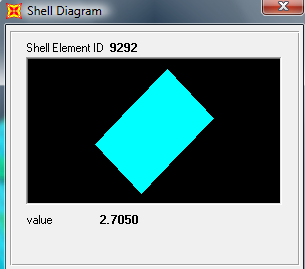 Shell Diagram
Shell Element ID 9292
value 2.7050